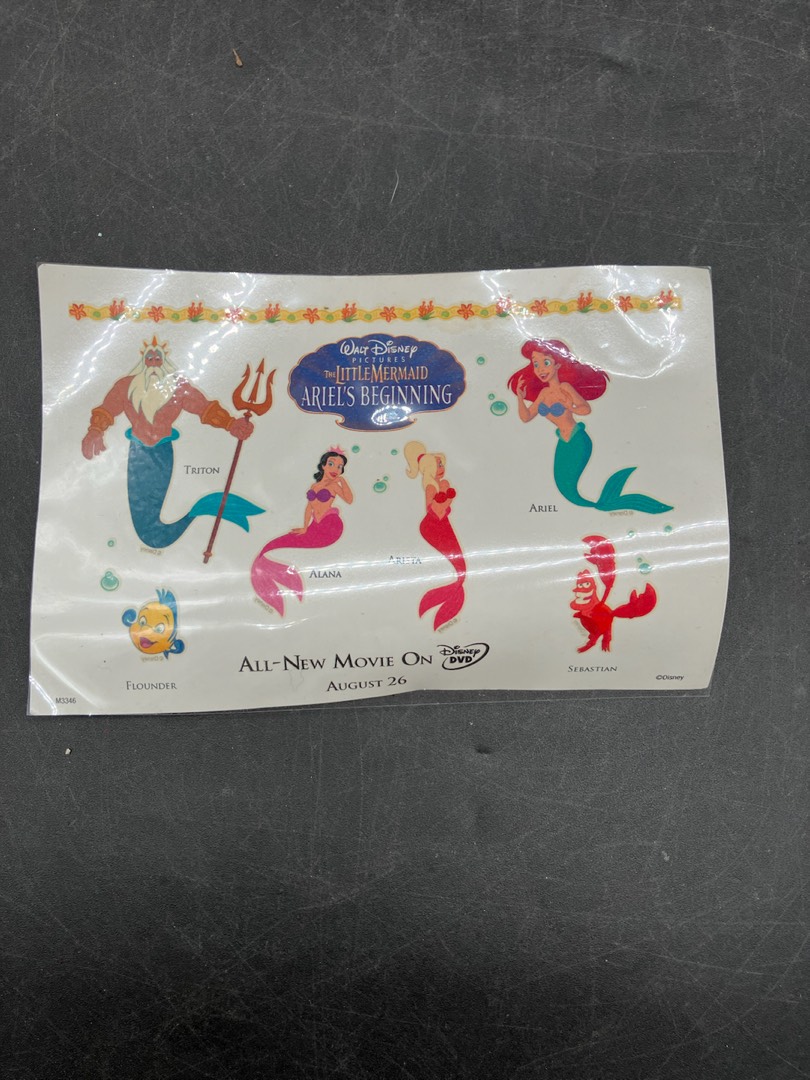 Walt Disney
PICTURES
THE LITTLE MERMAID
ARIEL'S BEGINNING
TRITON
ARIEL
ALANA
ARISTA
ALL-NEW MOVIE ON Disney DVD
AUGUST 26
FLOUNDER
SEBASTIAN
M3346
©Disney